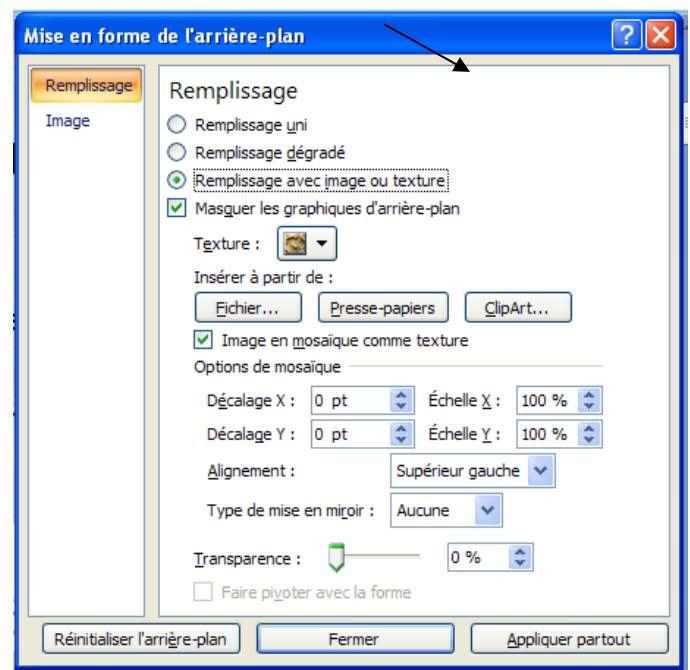 Mise en forme de l'arrière-plan
Remplissage
Image
Remplissage
Remplissage uni
Remplissage dégradé
Remplissage avec image ou texture
Masquer les graphiques d'arrière-plan
Texture :
Insérer à partir de :
Fichier... Presse-papiers ClipArt...
Image en mosaïque comme texture
Options de mosaïque
Décalage X : 0 pt Échelle X : 100 %
Décalage Y : 0 pt Échelle Y : 100 %
Alignement : Supérieur gauche
Type de mise en miroir : Aucune
Transparence : 0 %
Faire pivoter avec la forme
Réinitialiser l'arrière-plan Fermer Appliquer partout